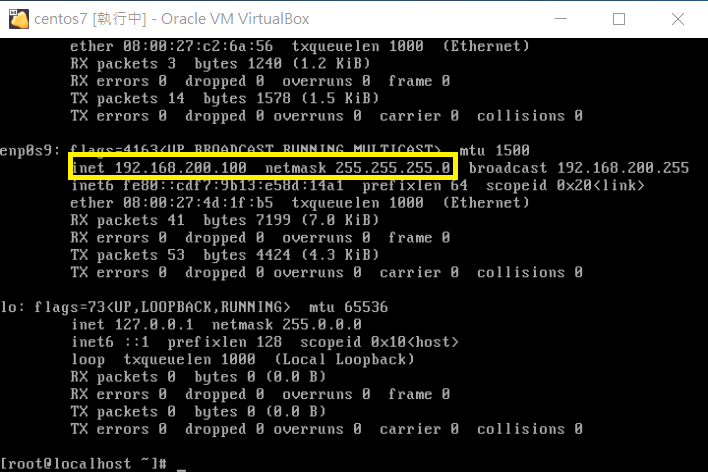 centos7 [執行中] - Oracle VM VirtualBox
ether 08:00:27:c2:6a:56 txqueuelen 1000 (Ethernet)
RX packets 3 bytes 1240 (1.2 KiB)
RX errors 0 dropped 0 overruns 0 frame 0
TX packets 14 bytes 1578 (1.5 KiB)
TX errors 0 dropped 0 overruns 0 carrier 0 collisions 0
enp0s9: flags=4163<UP,BROADCAST,RUNNING,MULTICAST> mtu 1500
inet 192.168.200.100 netmask 255.255.255.0 broadcast 192.168.200.255
inet6 fe80::cdf7:9b13:e58d:14a1 prefixlen 64 scopeid 0x20<link>
ether 08:00:27:4d:1f:b5 txqueuelen 1000 (Ethernet)
RX packets 41 bytes 7199 (7.0 KiB)
RX errors 0 dropped 0 overruns 0 frame 0
TX packets 53 bytes 4424 (4.3 KiB)
TX errors 0 dropped 0 overruns 0 carrier 0 collisions 0
lo: flags=73<UP,LOOPBACK,RUNNING> mtu 65536
inet 127.0.0.1 netmask 255.0.0.0
inet6 ::1 prefixlen 128 scopeid 0x10<host>
loop txqueuelen 1000 (Local Loopback)
RX packets 0 bytes 0 (0.0 B)
RX errors 0 dropped 0 overruns 0 frame 0
TX packets 0 bytes 0 (0.0 B)
TX errors 0 dropped 0 overruns 0 carrier 0 collisions 0
[root@localhost ~]# _